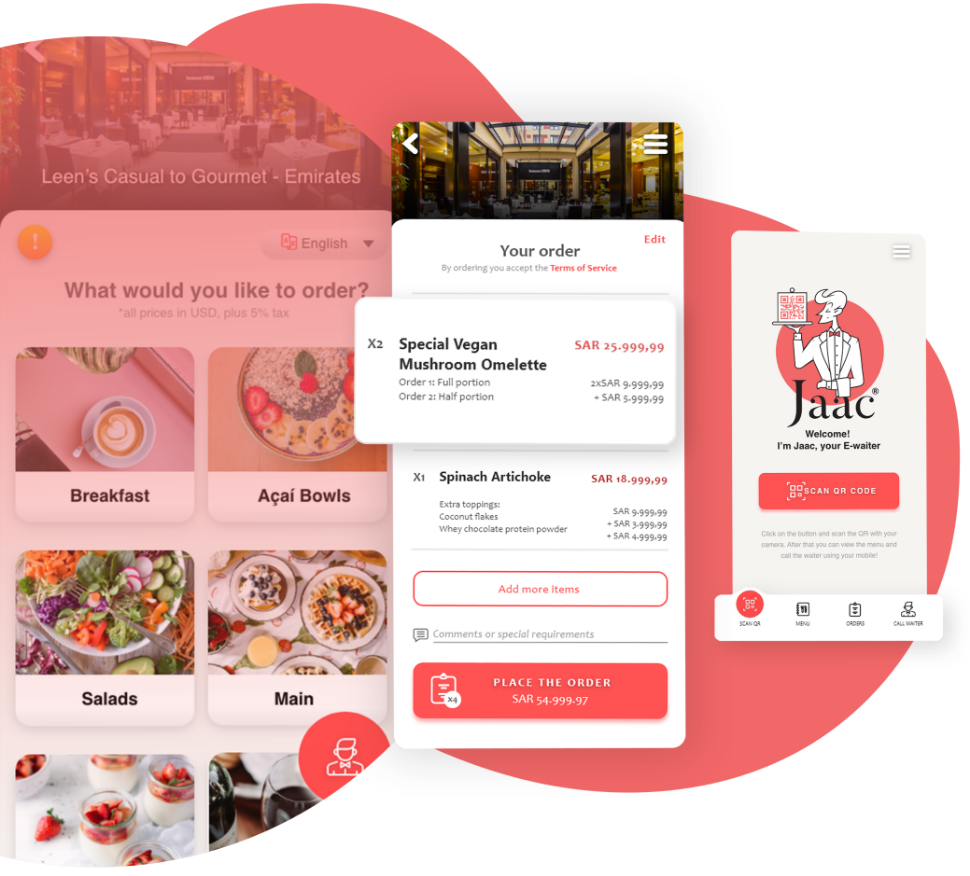 Leen's Casual to Gourmet - Emirates
English
What would you like to order?
*all prices in USD, plus 5% tax
Breakfast
Açaí Bowls
Salads
Main
Your order
Edit
By ordering you accept the Terms of Service
X2 Special Vegan SAR 25.999,99
Mushroom Omelette
Order 1: Full portion 2xSAR 9.999,99
Order 2: Half portion + SAR 5.999,99
X1 Spinach Artichoke SAR 18.999,99
Extra toppings: SAR 9.999,99
Coconut flakes + SAR 3.999,99
Whey chocolate protein powder + SAR 4.999,99
Add more items
Comments or special requirements
x4
PLACE THE ORDER
SAR 54.999.97
Jaac®
Welcome!
I'm Jaac, your E-waiter
SCAN QR CODE
Click on the button and scan the QR with your
camera. After that you can view the menu and
call the waiter using your mobile!
SCAN QR MENU ORDERS CALL WAITER